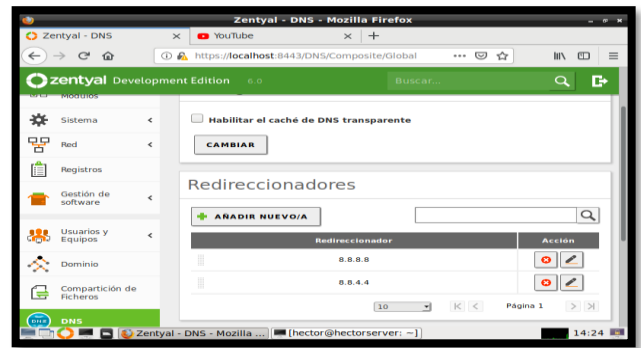 Zentyal - DNS - Mozilla Firefox
Zentyal - DNS
YouTube
https://localhost:8443/DNS/Composite/Global
zentyal Development Edition 6.0
Buscar...
Módulos
Sistema
Red
Registros
Gestión de
software
Usuarios y
Equipos
Dominio
Compartición de
Ficheros
DNS
DNS
Habilitar el caché de DNS transparente
CAMBIAR
Redireccionadores
AÑADIR NUEVO/A
Redireccionador
Acción
8.8.8.8
8.8.4.4
10
Página 1
Zentyal - DNS - Mozilla ...
[hector@hectorserver: ~]
14:24